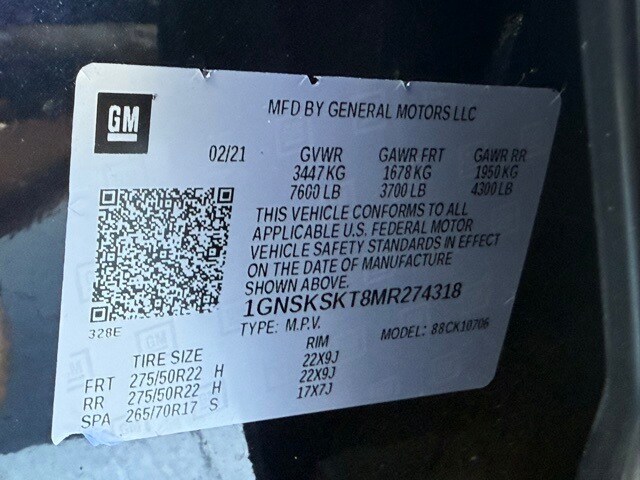 GM
MFD BY GENERAL MOTORS LLC
02/21 GVWR GAWR FRT GAWR RR
3447 KG 1678 KG 1950 KG
7600 LB 3700 LB 4300 LB
THIS VEHICLE CONFORMS TO ALL
APPLICABLE U.S. FEDERAL MOTOR
VEHICLE SAFETY STANDARDS IN EFFECT
ON THE DATE OF MANUFACTURE
SHOWN ABOVE.
1GNSKSKT8MR274318
328E
TYPE: M.P.V. MODEL: 88CK10706
TIRE SIZE RIM
FRT 275/50R22 H 22X9J
RR 275/50R22 H 22X9J
SPA 265/70R17 S 17X7J